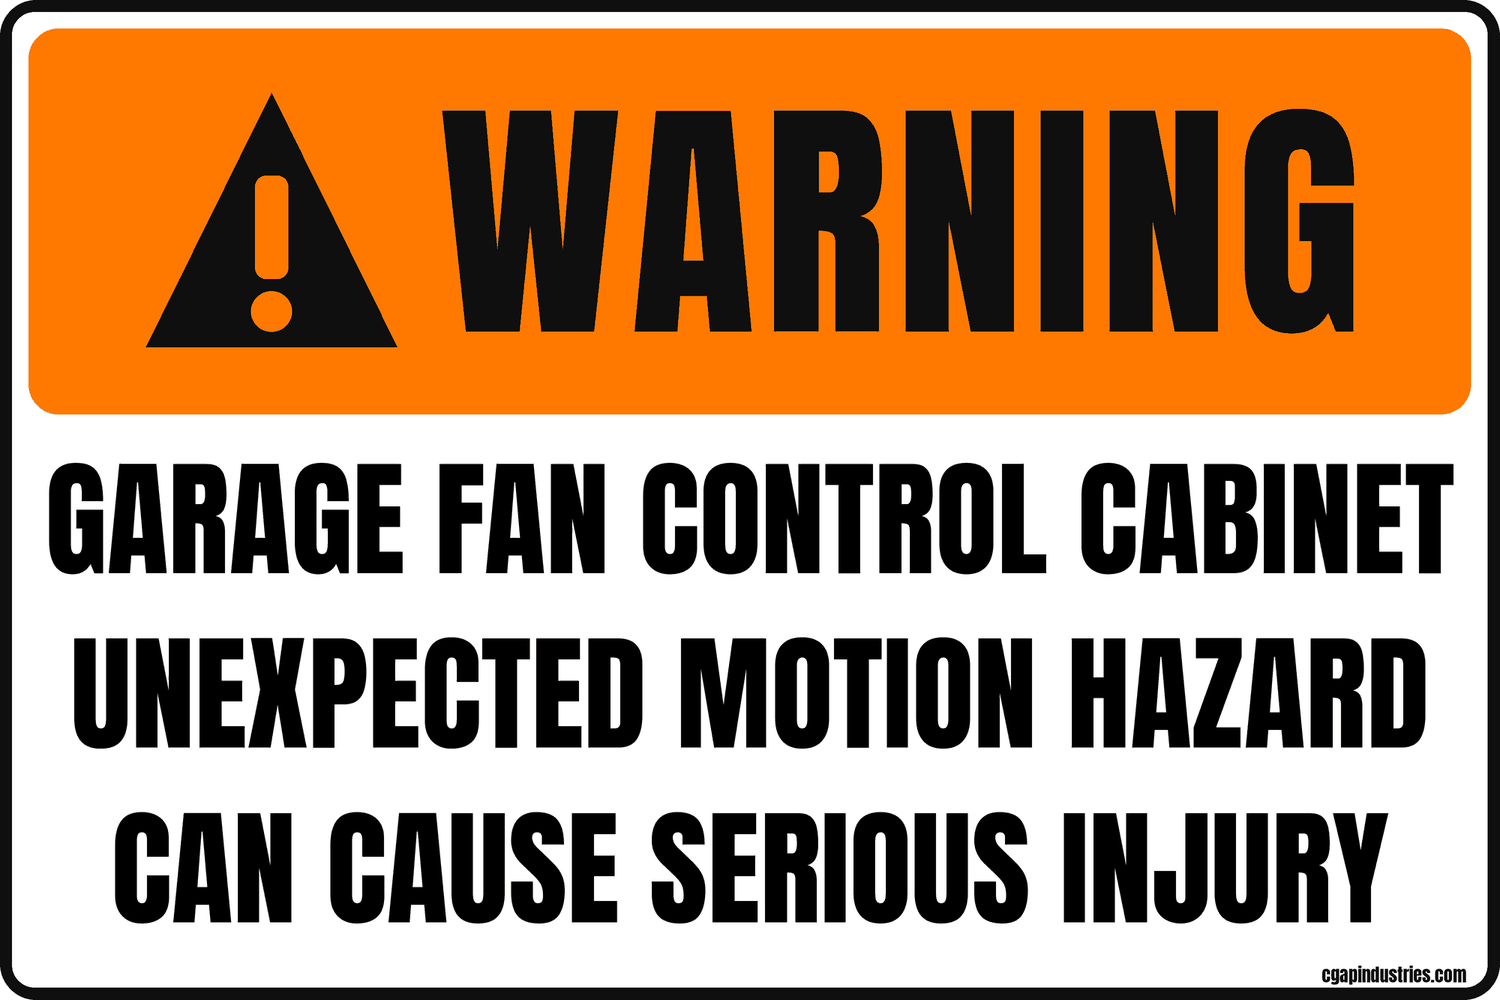 WARNING
GARAGE FAN CONTROL CABINET
UNEXPECTED MOTION HAZARD
CAN CAUSE SERIOUS INJURY
cgapindustries.com